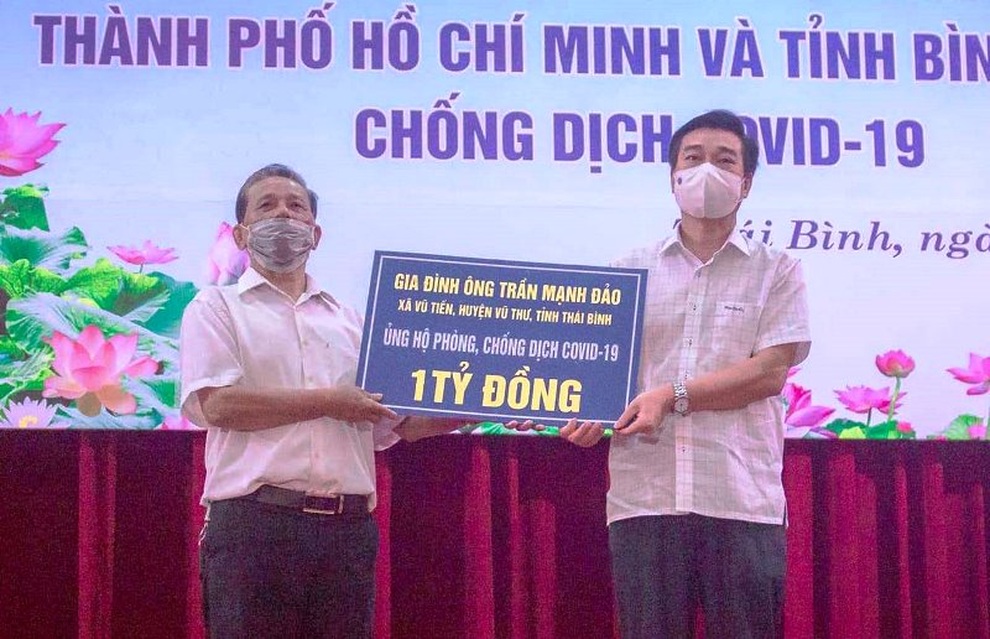 THÀNH PHỐ HỒ CHÍ MINH VÀ TỈNH BÌN
CHỐNG DỊCH COVID-19
Bình, ngà
GIA ĐÌNH ÔNG TRẦN MẠNH ĐẢO
XÃ VŨ TIẾN, HUYỆN VŨ THƯ, TỈNH THÁI BÌNH
ỦNG HỘ PHÒNG, CHỐNG DỊCH COVID-19
1 TỶ ĐỒNG